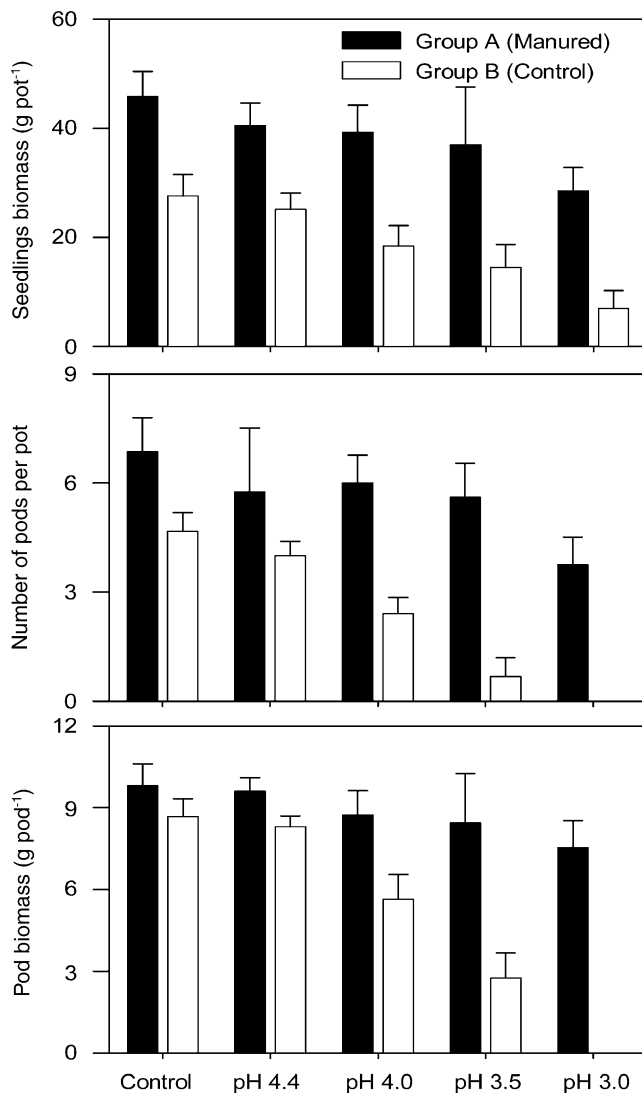 Group A (Manured)
Group B (Control)
Seedlings biomass (g pot⁻¹)
60
40
20
0
Number of pods per pot
9
6
3
0
Pod biomass (g pod⁻¹)
12
9
6
3
0
Control pH 4.4 pH 4.0 pH 3.5 pH 3.0